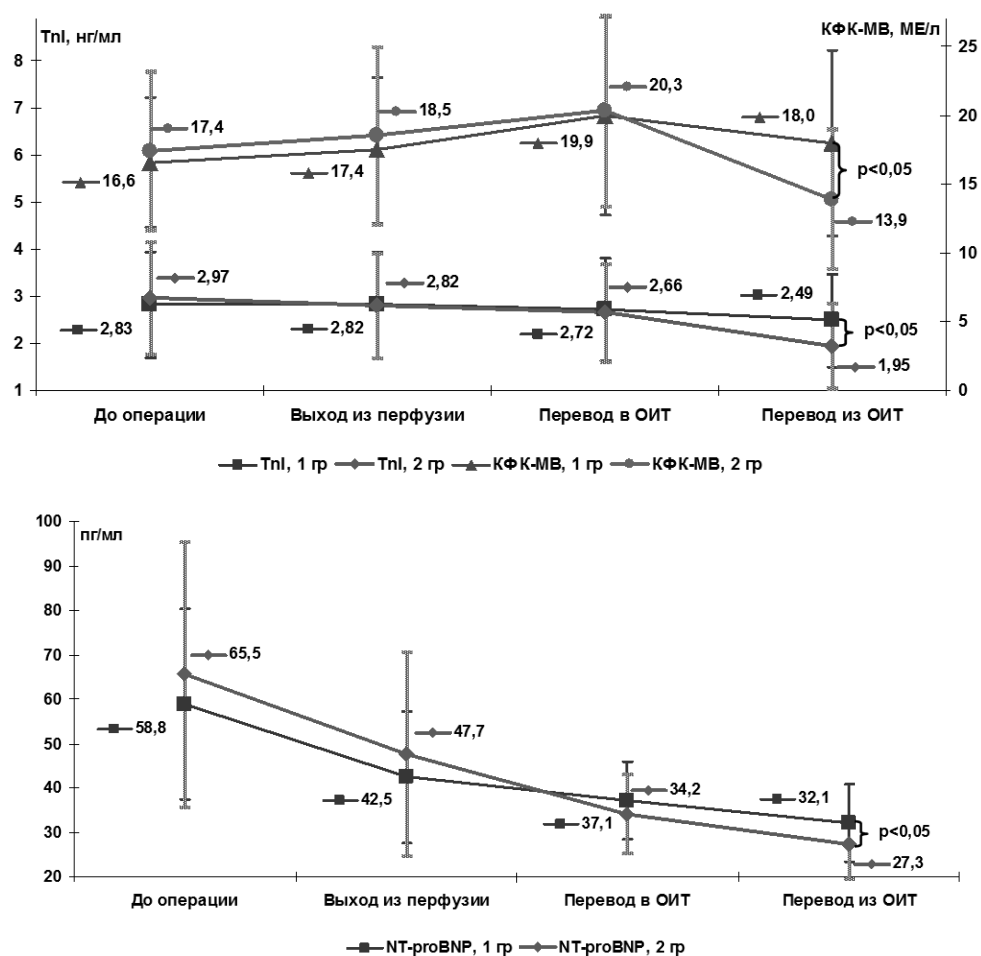 TnI, нг/мл КФК-МВ, МЕ/л
8 25
7 20
6 15
5
4 10
3 5
2
1 0
17,4 18,5 20,3 18,0
16,6 17,4 19,9 p<0,05
13,9
2,97 2,82 2,66 2,49
2,83 2,82 2,72 p<0,05
1,95
До операции Выход из перфузии Перевод в ОИТ Перевод из ОИТ
TnI, 1 гр TnI, 2 гр КФК-МВ, 1 гр КФК-МВ, 2 гр
100 пг/мл
90
80
70
60
50
40
30
20
65,5
58,8 47,7
42,5 34,2 32,1
37,1 p<0,05
27,3
До операции Выход из перфузии Перевод в ОИТ Перевод из ОИТ
NT-proBNP, 1 гр NT-proBNP, 2 гр